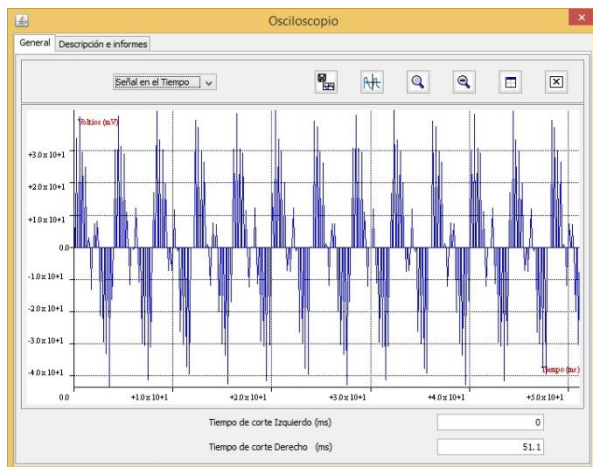 Osciloscopio
General Descripción e informes
Señal en el Tiempo
Voltios (mV)
+3.0 x 10+1
+2.0 x 10+1
+1.0 x 10+1
0.0
-1.0 x 10+1
-2.0 x 10+1
-3.0 x 10+1
-4.0 x 10+1
Tiempo (ms)
0.0 +1.0 x 10+1 +2.0 x 10+1 +3.0 x 10+1 +4.0 x 10+1 +5.0 x 10+1
Tiempo de corte Izquierdo (ms) 0
Tiempo de corte Derecho (ms) 51.1